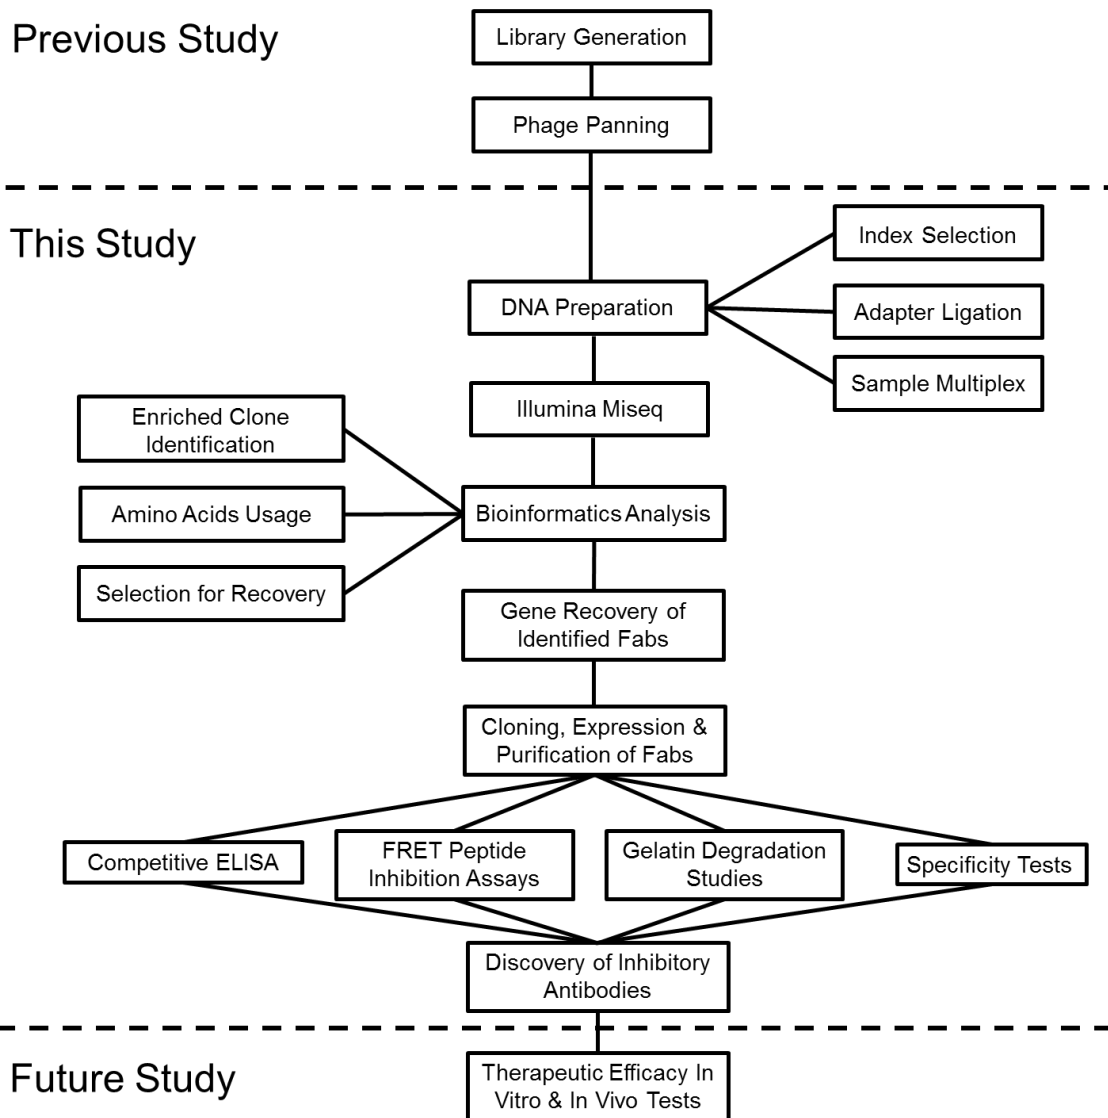 Previous Study
Library Generation
Phage Panning
This Study
Index Selection
DNA Preparation
Adapter Ligation
Sample Multiplex
Illumina Miseq
Enriched Clone
Identification
Amino Acids Usage
Bioinformatics Analysis
Selection for Recovery
Gene Recovery of
Identified Fabs
Cloning, Expression &
Purification of Fabs
Competitive ELISA
FRET Peptide
Inhibition Assays
Gelatin Degradation
Studies
Specificity Tests
Discovery of Inhibitory
Antibodies
Future Study
Therapeutic Efficacy In
Vitro & In Vivo Tests